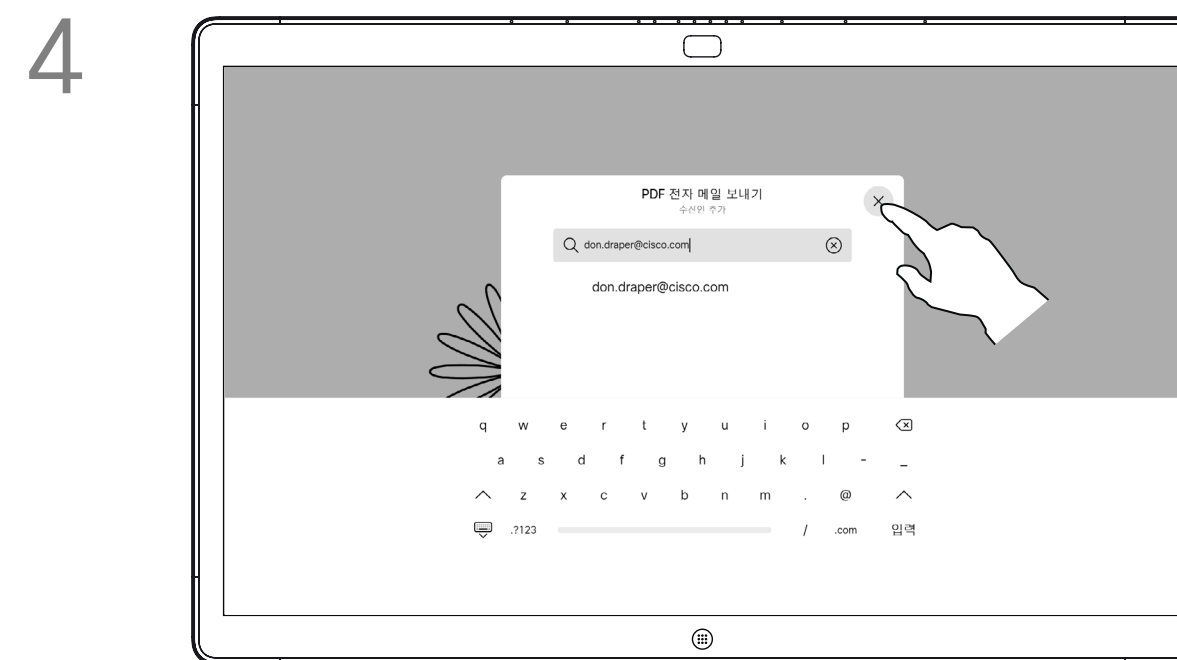 4
PDF 전자 메일 보내기
수신인 추가
don.draper@cisco.com
don.draper@cisco.com
q w e r t y u i o p
a s d f g h j k l - _
z x c v b n m . @
.?123 / .com 입력